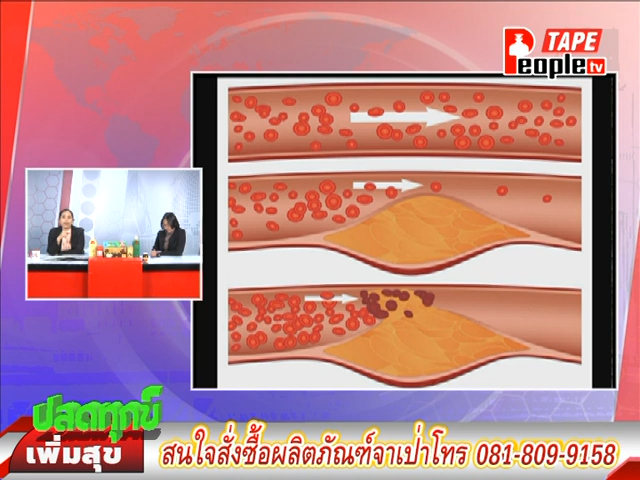 TAPE
People tv
ปลดทุกข์
เพิ่มสุข
สนใจสั่งซื้อผลิตภัณฑ์จาเป่าโทร 081-809-9158